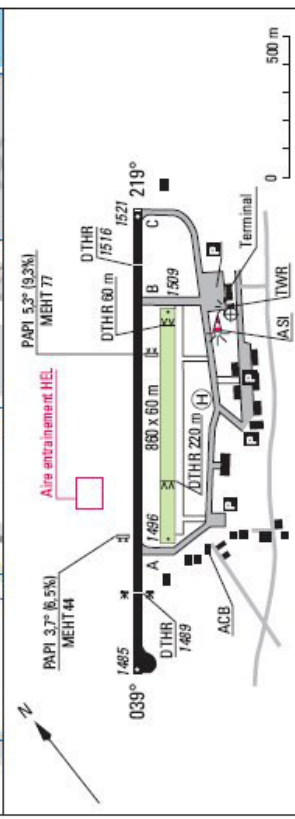 500 m
0
219°
1521
C
DTHR
1516
PAPI 5,3° (9,3%)
MEHT 77
B
1509
DTHR 60 m
P
Terminal
TWR
ASI
Aire entrainement HEL
860 x 60 m
H
DTHR 220 m
P
P
1496
PAPI 3,7° (6,5%)
MEHT 44
A
P
DTHR
1489
ACB
1485
039°
N